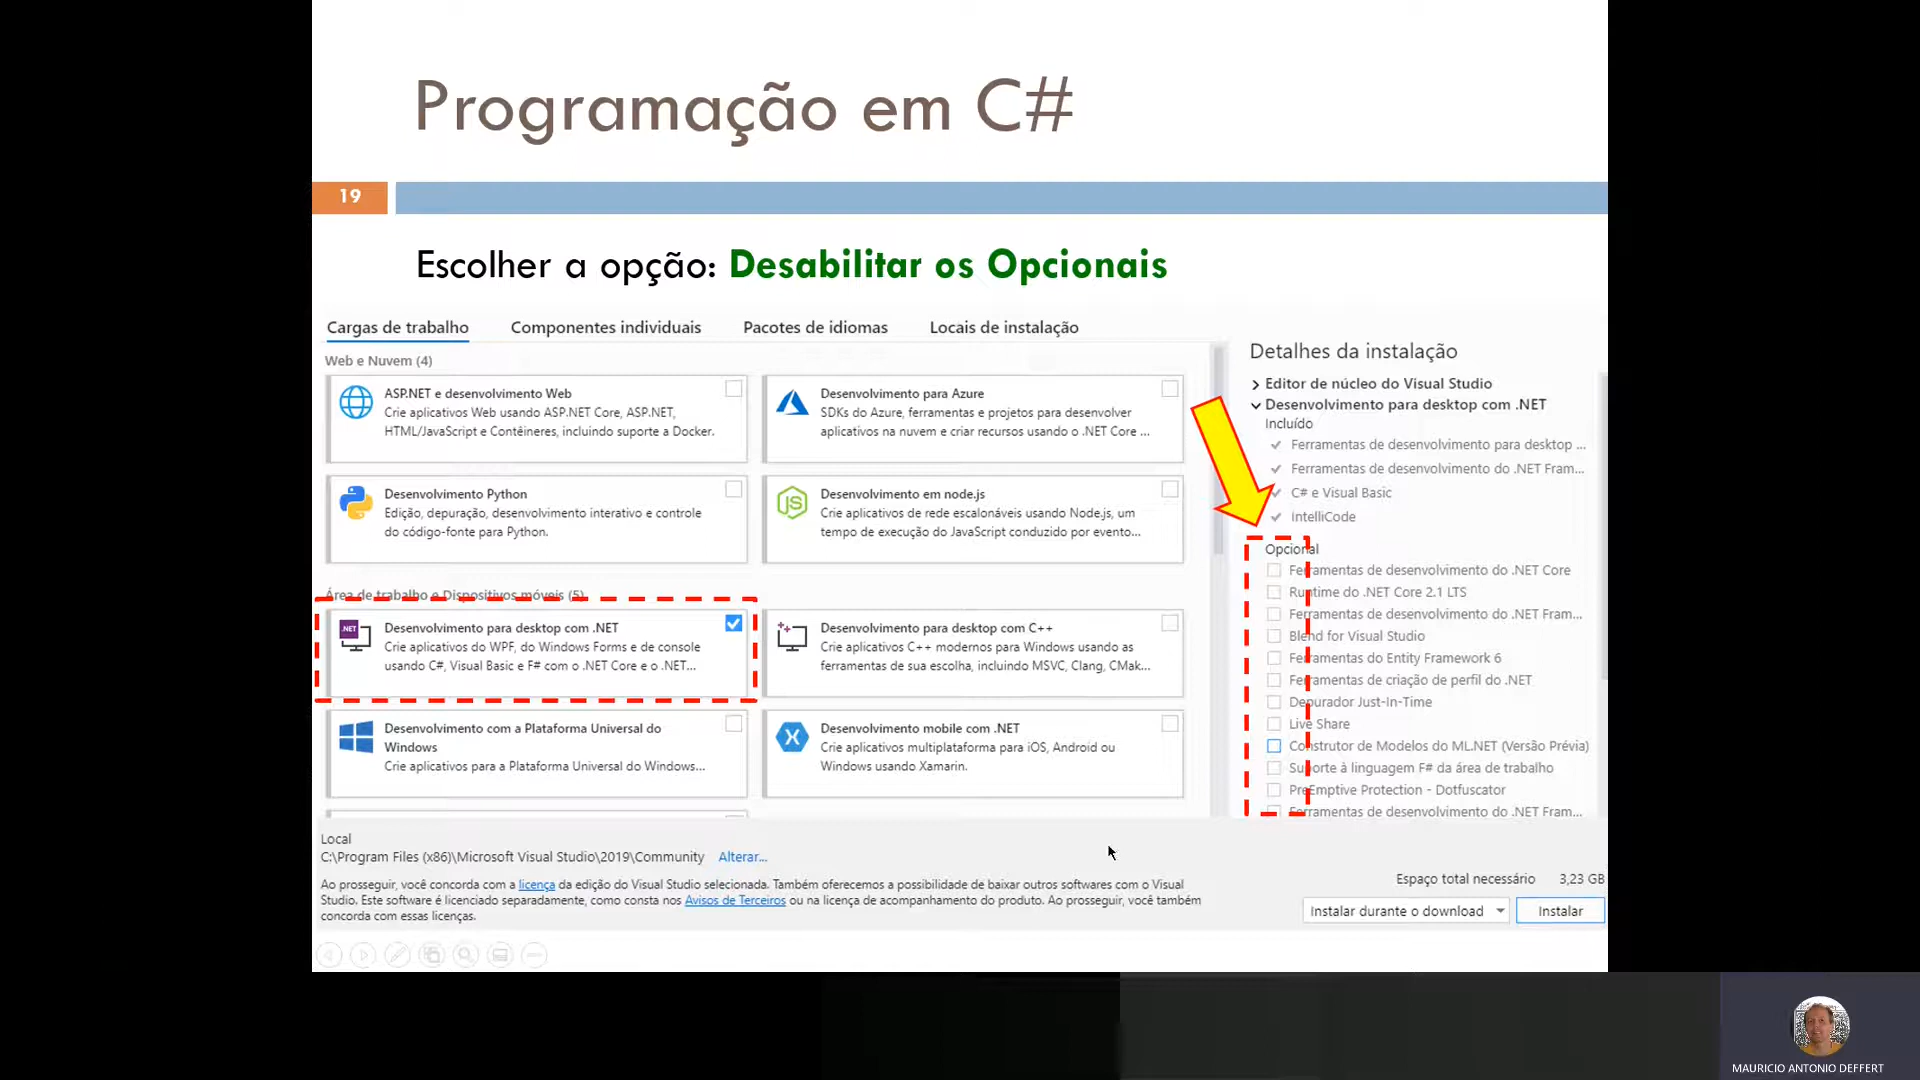 Programação em C#
19
Escolher a opção: Desabilitar os Opcionais
Cargas de trabalho
Componentes individuais
Pacotes de idiomas
Locais de instalação
Web e Nuvem (4)
ASP.NET e desenvolvimento Web
Crie aplicativos Web usando ASP.NET Core, ASP.NET,
HTML/JavaScript e Contêineres, incluindo suporte a Docker.
Desenvolvimento para Azure
SDKs do Azure, ferramentas e projetos para desenvolver
aplicativos na nuvem e criar recursos usando o .NET Core ...
Desenvolvimento Python
Edição, depuração, desenvolvimento interativo e controle
do código-fonte para Python.
Desenvolvimento em node.js
Crie aplicativos de rede escalonáveis usando Node.js, um
tempo de execução do JavaScript conduzido por evento...
Área de trabalho e Dispositivos móveis (5)
.NET
Desenvolvimento para desktop com .NET
Crie aplicativos do WPF, do Windows Forms e de console
usando C#, Visual Basic e F# com o .NET Core e o .NET...
Desenvolvimento para desktop com C++
Crie aplicativos C++ modernos para Windows usando as
ferramentas de sua escolha, incluindo MSVC, Clang, CMak...
Desenvolvimento com a Plataforma Universal do
Windows
Crie aplicativos para a Plataforma Universal do Windows...
Desenvolvimento mobile com .NET
Crie aplicativos multiplataforma para iOS, Android ou
Windows usando Xamarin.
Detalhes da instalação
Editor de núcleo do Visual Studio
Desenvolvimento para desktop com .NET
Incluído
Ferramentas de desenvolvimento para desktop ...
Ferramentas de desenvolvimento do .NET Fram...
C# e Visual Basic
IntelliCode
Opcional
Ferramentas de desenvolvimento do .NET Core
Runtime do .NET Core 2.1 LTS
Ferramentas de desenvolvimento do .NET Fram...
Blend for Visual Studio
Ferramentas do Entity Framework 6
Ferramentas de criação de perfil do .NET
Depurador Just-In-Time
Live Share
Construtor de Modelos do ML.NET (Versão Prévia)
Suporte à linguagem F# da área de trabalho
PreEmptive Protection - Dotfuscator
Ferramentas de desenvolvimento do .NET Fram...
Local
C:\Program Files (x86)\Microsoft Visual Studio\2019\Community Alterar...
Ao prosseguir, você concorda com a licença da edição do Visual Studio selecionada. Também oferecemos a possibilidade de baixar outros softwares com o Visual
Studio. Este software é licenciado separadamente, como consta nos Avisos de Terceiros ou na licença de acompanhamento do produto. Ao prosseguir, você também
concorda com essas licenças.
Espaço total necessário 3,23 GB
Instalar durante o download
Instalar
MAURICIO ANTONIO DEFFERT